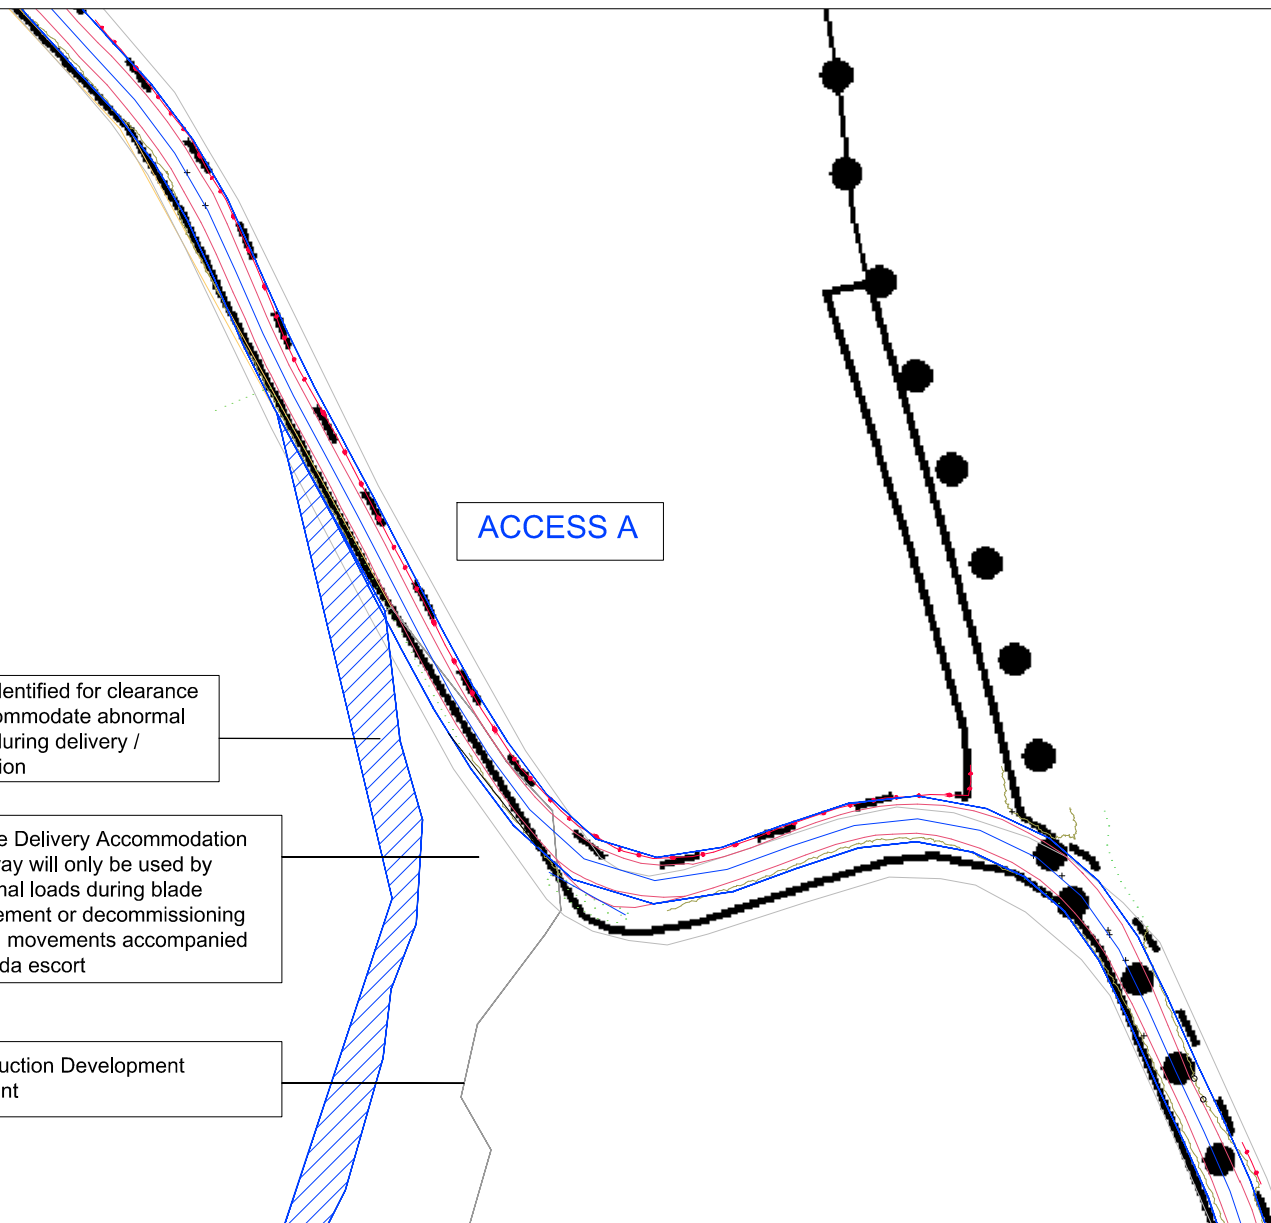 ACCESS A
dentified for clearance
ommodate abnormal
during delivery /
ion
e Delivery Accommodation
ay will only be used by
nal loads during blade
ement or decommissioning
movements accompanied
da escort
uction Development
nt